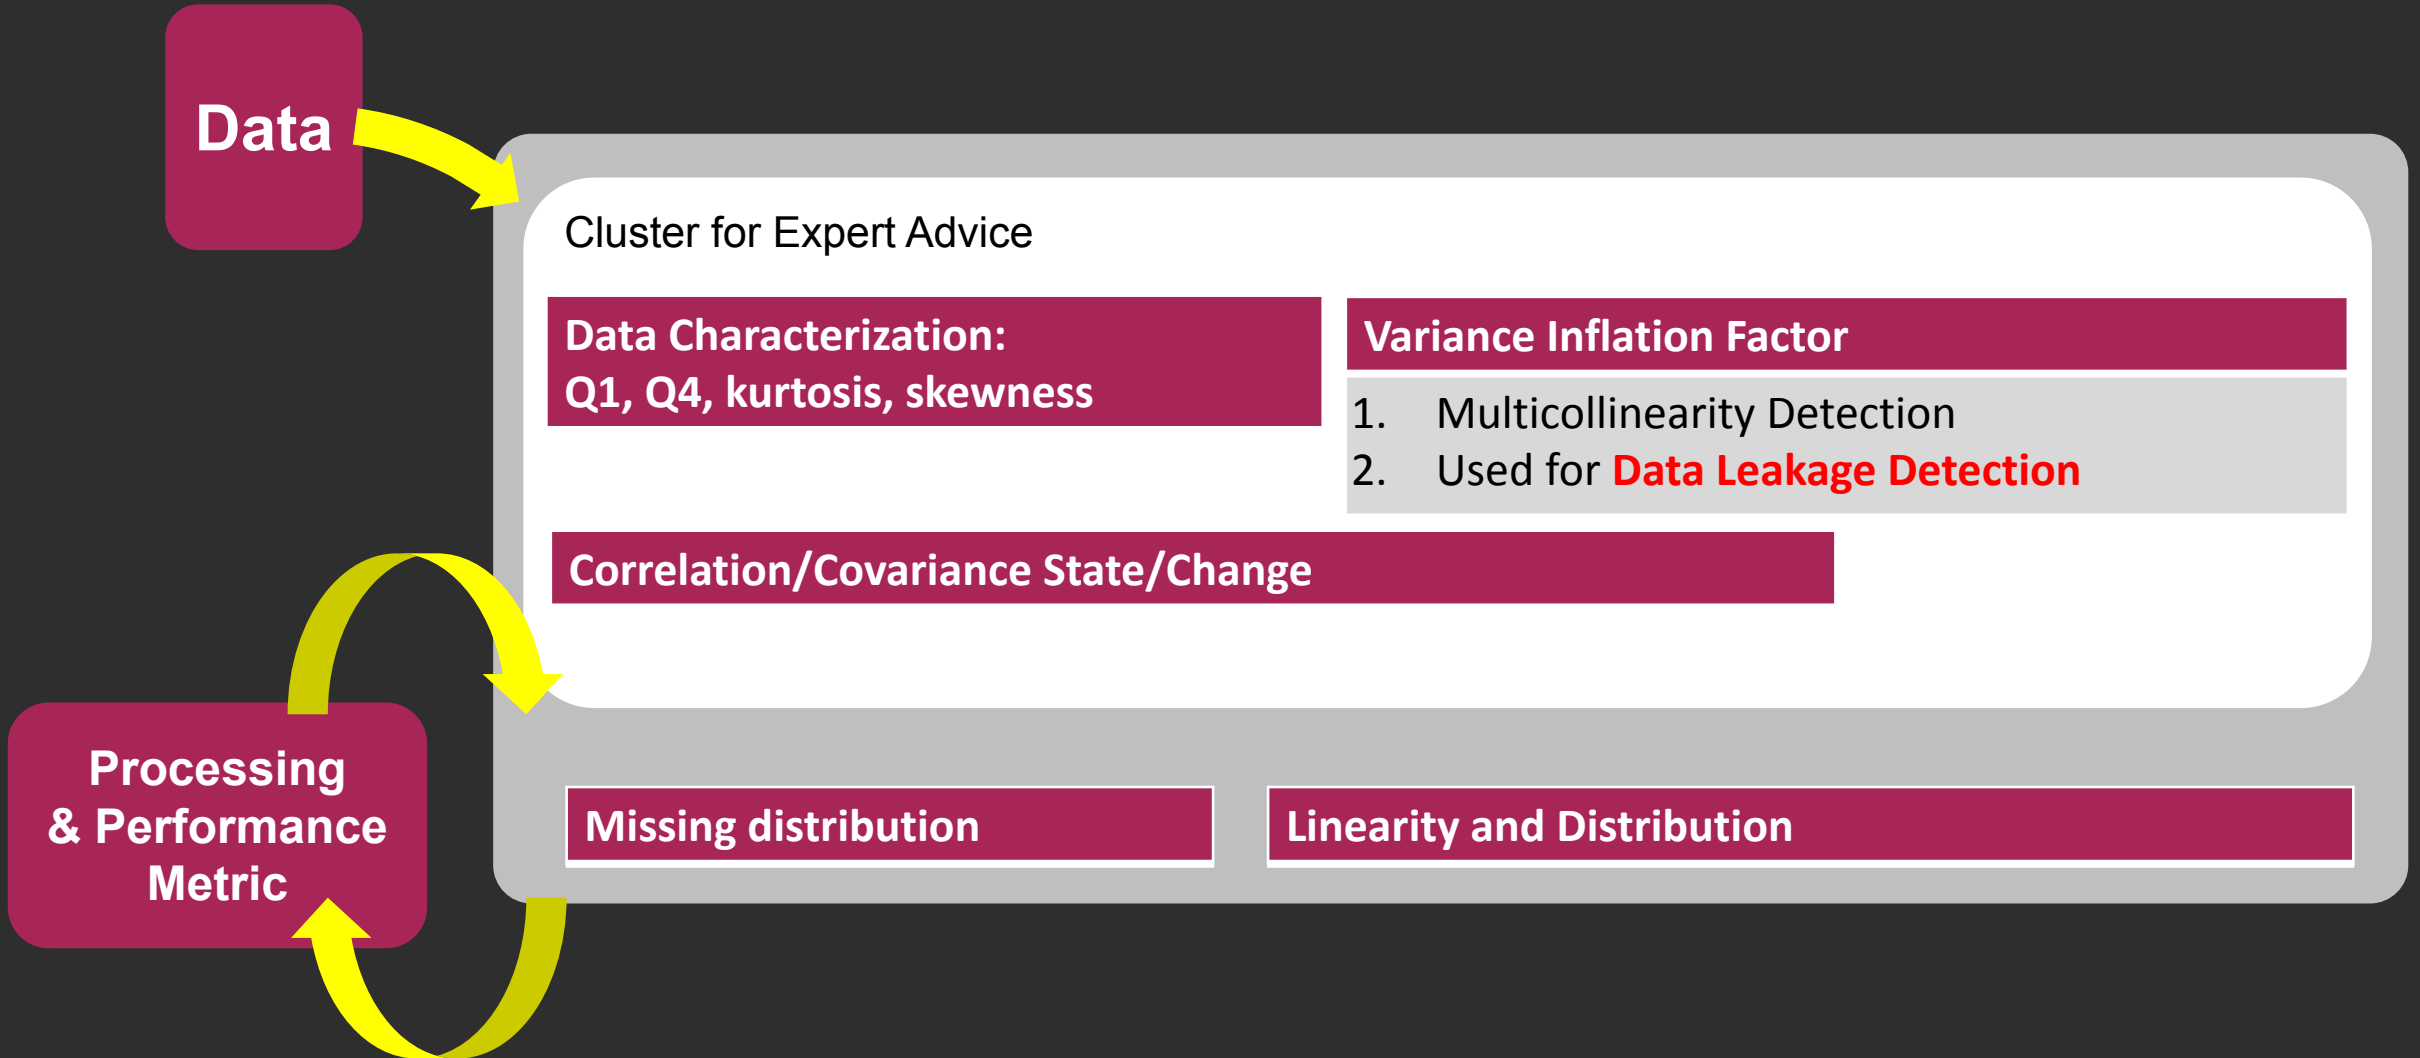 Data
Cluster for Expert Advice
Data Characterization:
Q1, Q4, kurtosis, skewness
Variance Inflation Factor
1. Multicollinearity Detection
2. Used for Data Leakage Detection
Correlation/Covariance State/Change
Processing
& Performance
Metric
Missing distribution
Linearity and Distribution